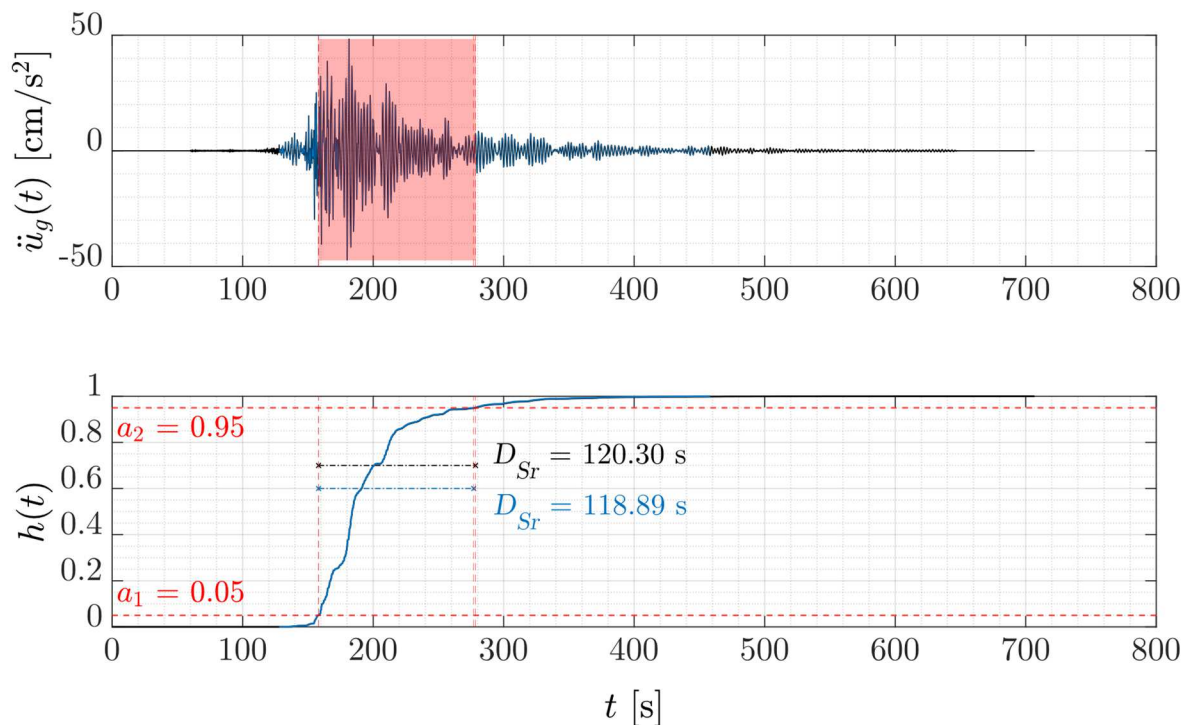 ü_g(t) [cm/s²]
50
0
-50
0 100 200 300 400 500 600 700 800
h(t)
1
0.8
0.6
0.4
0.2
0
a₂ = 0.95
D_Sr = 120.30 s
D_Sr = 118.89 s
a₁ = 0.05
0 100 200 300 400 500 600 700 800
t [s]